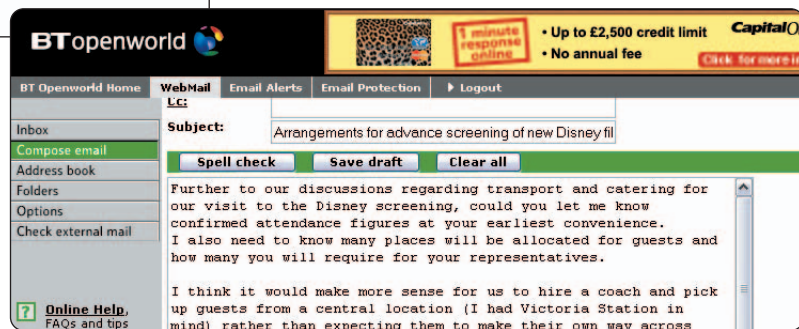 BTopenworld
1 minute
response
online
• Up to £2,500 credit limit
• No annual fee
Click for more
BT Openworld Home WebMail Email Alerts Email Protection Logout
Cc:
Inbox
Compose email
Address book
Folders
Options
Check external mail
Online Help,
FAQs and tips
Subject: Arrangements for advance screening of new Disney fil
Spell check Save draft Clear all
Further to our discussions regarding transport and catering for
our visit to the Disney screening, could you let me know
confirmed attendance figures at your earliest convenience.
I also need to know many places will be allocated for guests and
how many you will require for your representatives.
I think it would make more sense for us to hire a coach and pick
up guests from a central location (I had Victoria Station in
mind) rather than expecting them to make their own way across